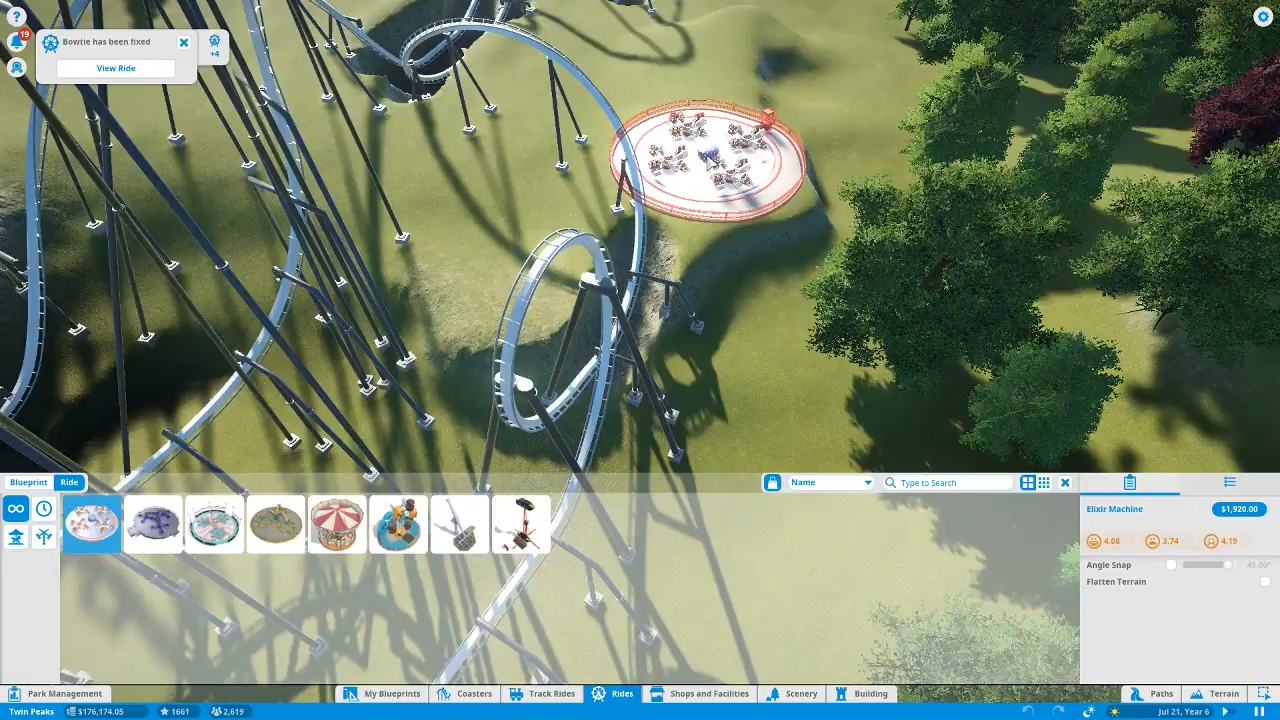 ?
19
Bowtie has been fixed
+4
View Ride
Blueprint
Ride
Name
Type to Search
Elixir Machine
$1,920.00
4.08
3.74
4.19
Angle Snap
45.00°
Flatten Terrain
Park Management
My Blueprints
Coasters
Track Rides
Rides
Shops and Facilities
Scenery
Building
Paths
Terrain
Twin Peaks
$176,174.05
1661
2,619
Jul 21, Year 6